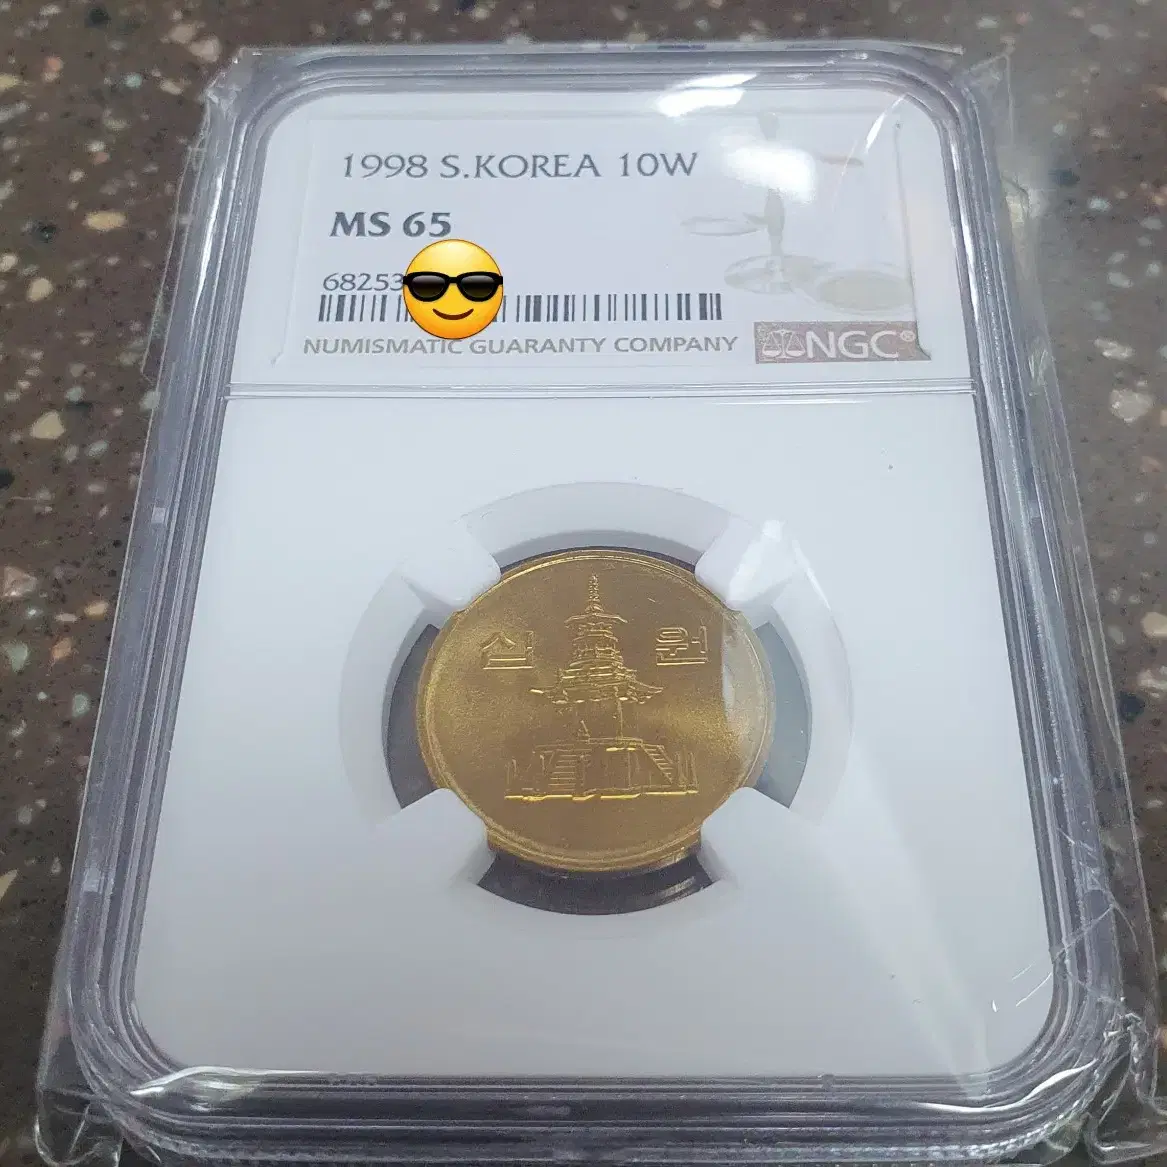 1998 S.KOREA 10W
MS 65
68253
NUMISMATIC GUARANTY COMPANY NGC®
십 원